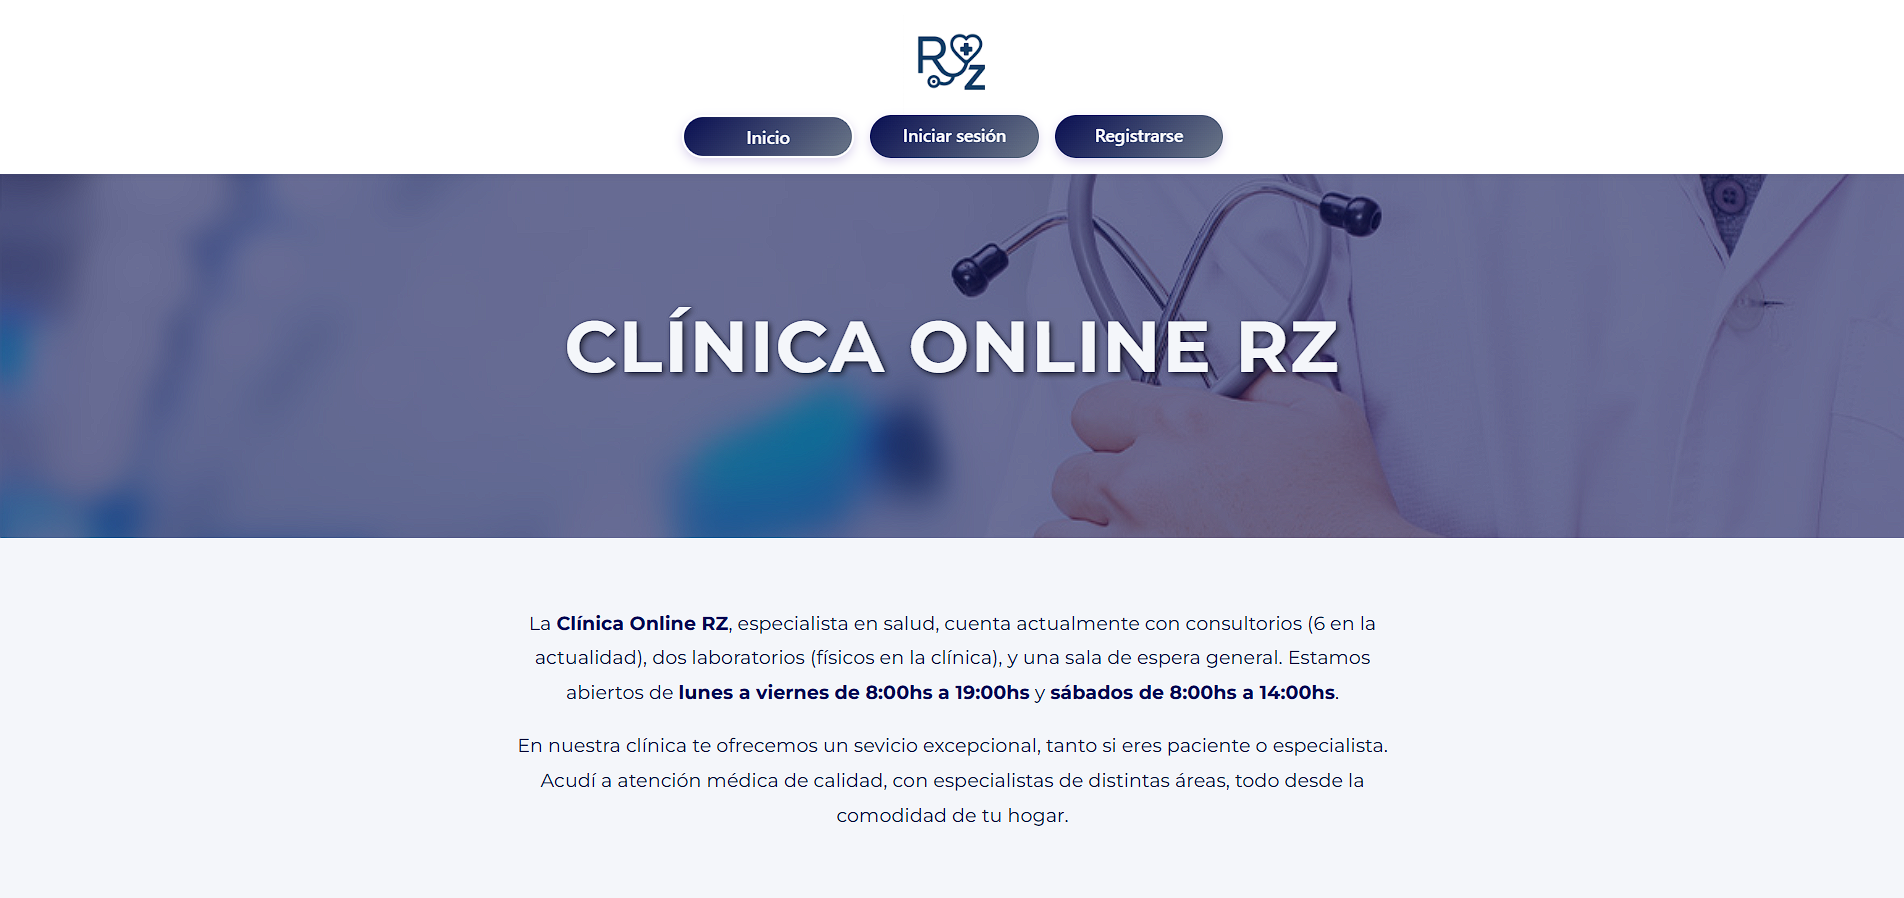 RZ
Inicio
Iniciar sesión
Registrarse
CLÍNICA ONLINE RZ
La Clínica Online RZ, especialista en salud, cuenta actualmente con consultorios (6 en la
actualidad), dos laboratorios (físicos en la clínica), y una sala de espera general. Estamos
abiertos de lunes a viernes de 8:00hs a 19:00hs y sábados de 8:00hs a 14:00hs.
En nuestra clínica te ofrecemos un sevicio excepcional, tanto si eres paciente o especialista.
Acudí a atención médica de calidad, con especialistas de distintas áreas, todo desde la
comodidad de tu hogar.